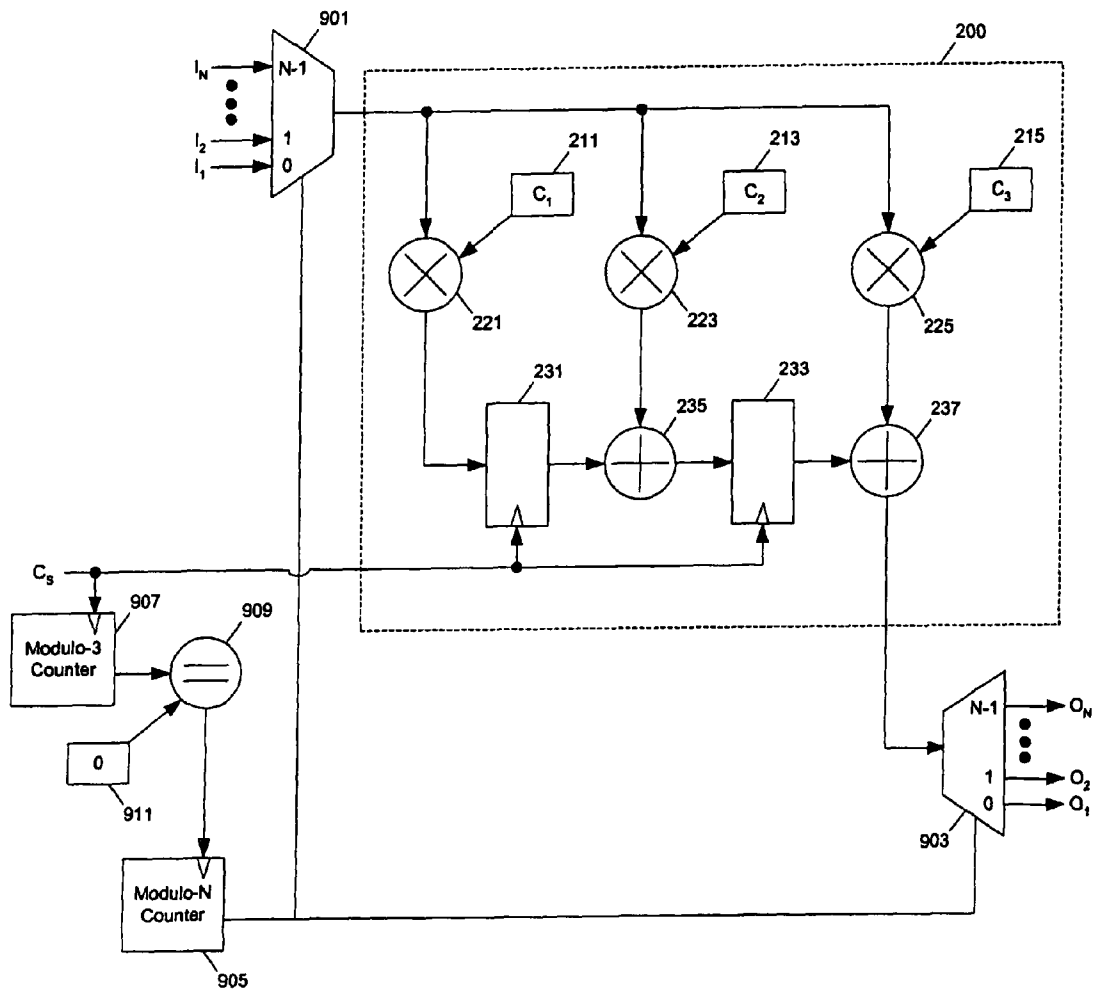 901
200
I_N
N-1
I_2
1
I_1
0
211
C_1
213
C_2
215
C_3
221
223
225
231
233
235
237
C_S
907
Modulo-3
Counter
909
0
911
N-1
O_N
1
O_2
0
O_1
903
Modulo-N
Counter
905